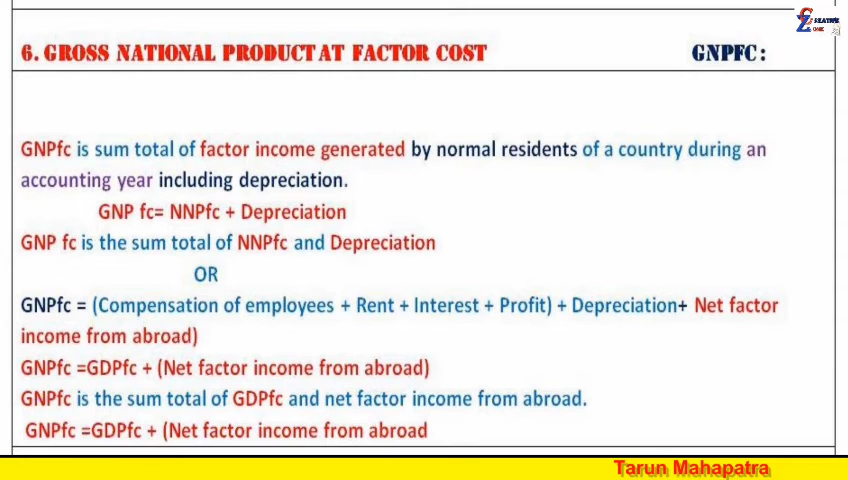 CREATIVE
ZONE
6. GROSS NATIONAL PRODUCT AT FACTOR COST GNPFC:
GNPfc is sum total of factor income generated by normal residents of a country during an
accounting year including depreciation.
GNP fc= NNPfc + Depreciation
GNP fc is the sum total of NNPfc and Depreciation
OR
GNPfc = (Compensation of employees + Rent + Interest + Profit) + Depreciation+ Net factor
income from abroad)
GNPfc =GDPfc + (Net factor income from abroad)
GNPfc is the sum total of GDPfc and net factor income from abroad.
GNPfc =GDPfc + (Net factor income from abroad
Tarun Mahapatra